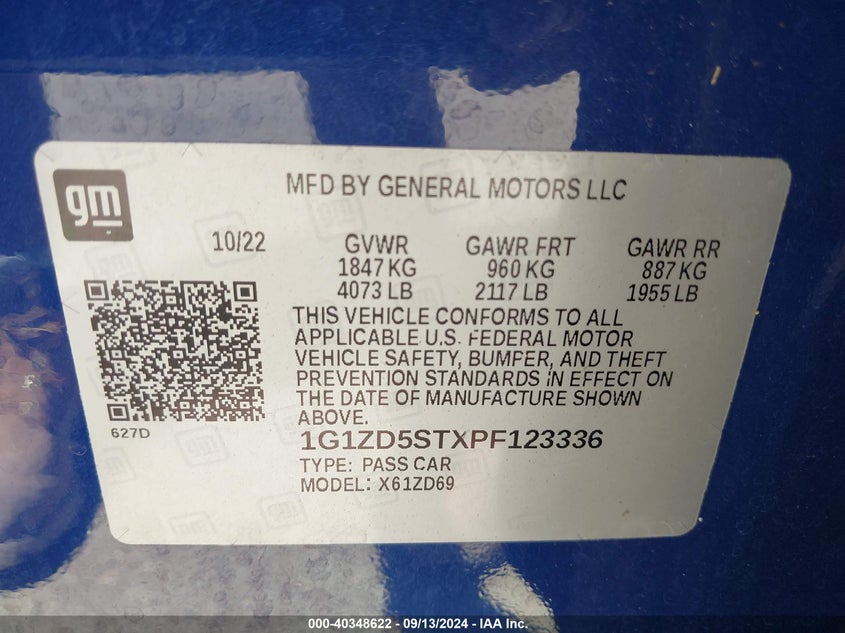 gm
MFD BY GENERAL MOTORS LLC
10/22 GVWR GAWR FRT GAWR RR
1847 KG 960 KG 887 KG
4073 LB 2117 LB 1955 LB
THIS VEHICLE CONFORMS TO ALL
APPLICABLE U.S. FEDERAL MOTOR
VEHICLE SAFETY, BUMPER, AND THEFT
PREVENTION STANDARDS IN EFFECT ON
THE DATE OF MANUFACTURE SHOWN
ABOVE.
627D
1G1ZD5STXPF123336
TYPE: PASS CAR
MODEL: X61ZD69
000-40348622 - 09/13/2024 - IAA Inc.